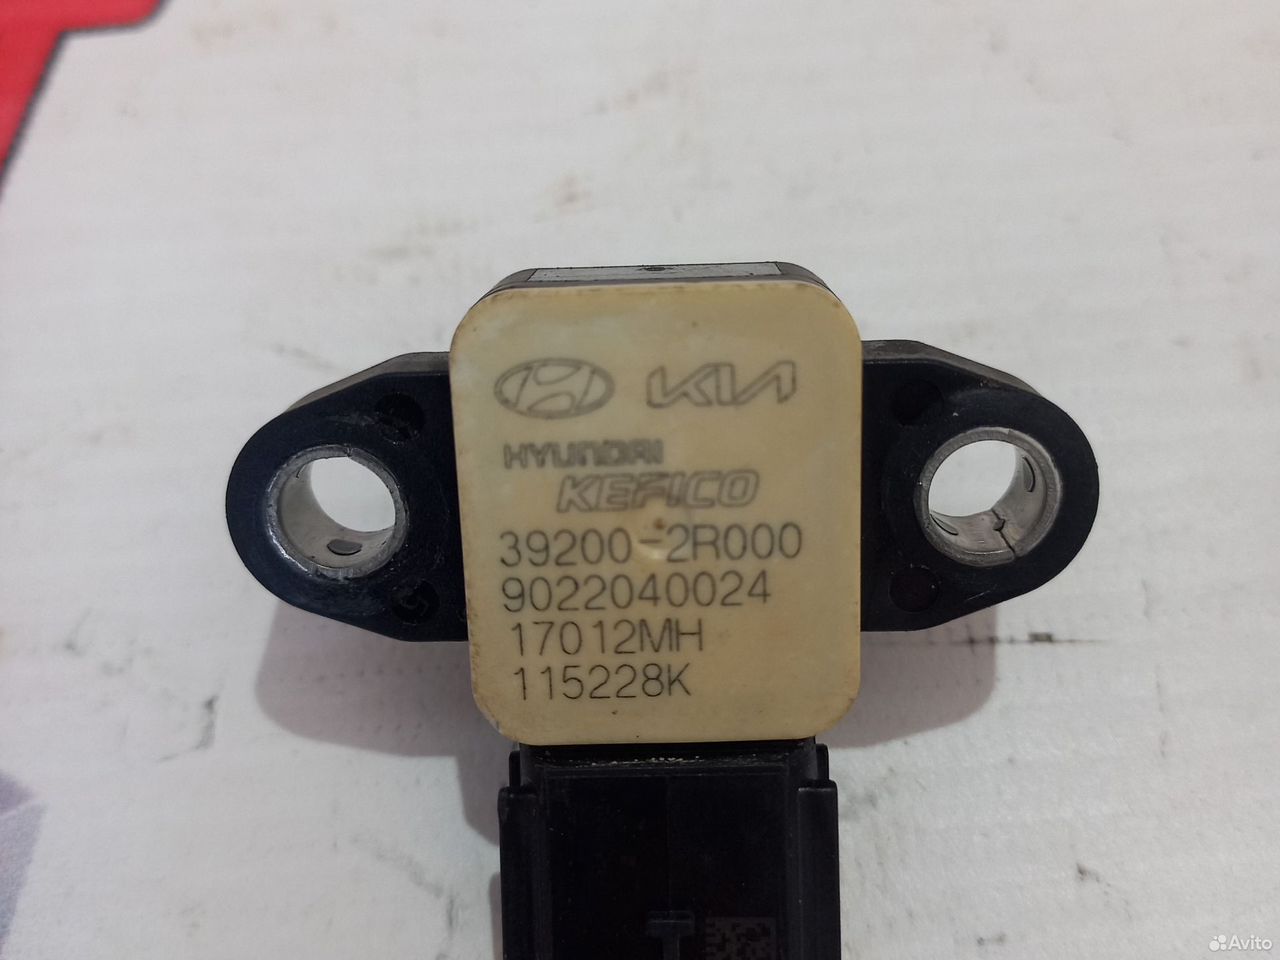 KIA
HYUNDAI
KEFICO
39200-2R000
9022040024
17012MH
115228K
Avito